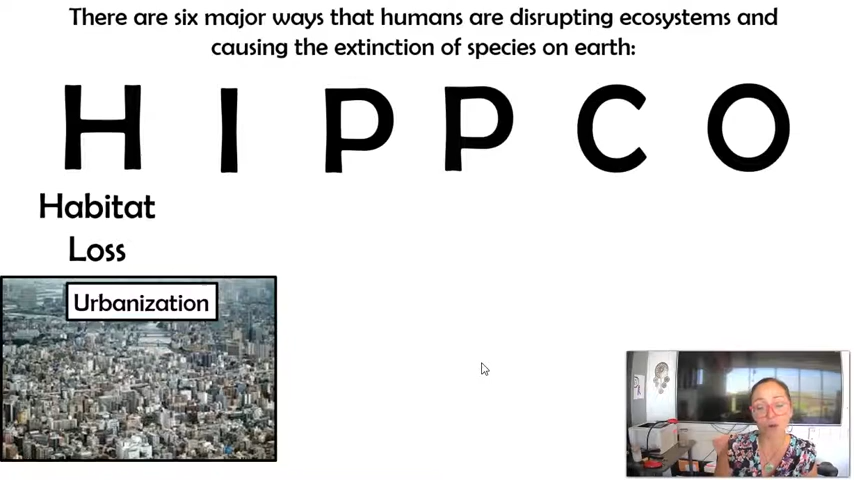 There are six major ways that humans are disrupting ecosystems and
causing the extinction of species on earth:
H I P P C O
Habitat
Loss
Urbanization